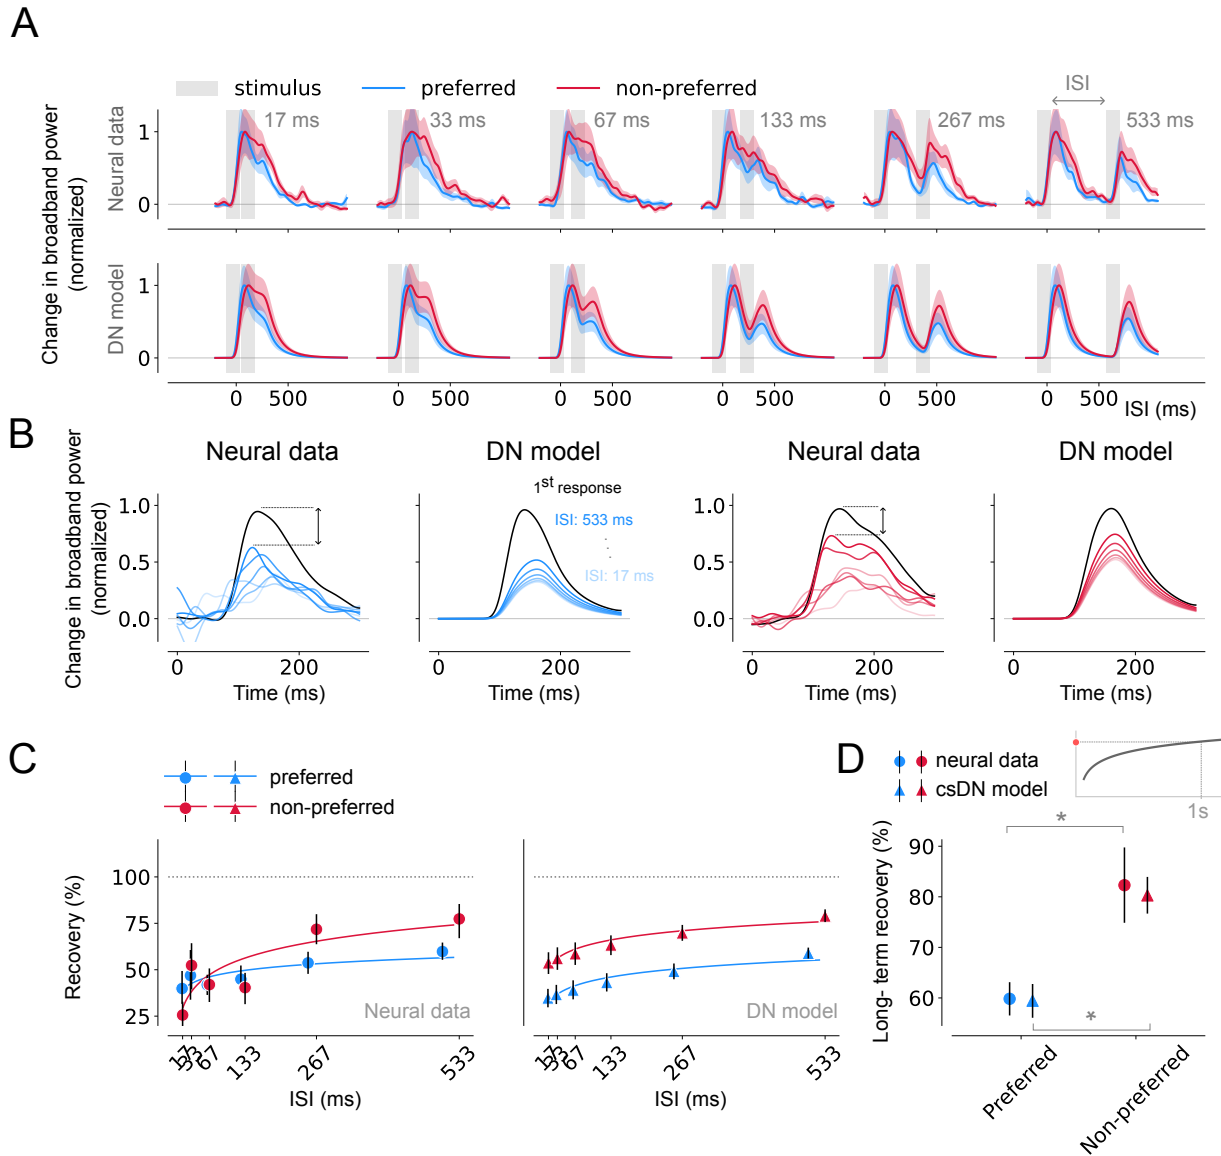 A
stimulus preferred non-preferred ISI
Change in broadband power
(normalized)
Neural data
1
0
17 ms 33 ms 67 ms 133 ms 267 ms 533 ms
DN model
1
0
0 500 0 500 0 500 0 500 0 500 0 500
ISI (ms)
B
Neural data DN model Neural data DN model
Change in broadband power
(normalized)
1.0
0.5
0.0
1st response
ISI: 533 ms
ISI: 17 ms
1.0
0.5
0.0
0 200 0 200 0 200 0 200
Time (ms) Time (ms) Time (ms) Time (ms)
C
preferred
non-preferred
Recovery (%)
100
75
50
25
Neural data DN model
17 33 67 133 267 533 17 33 67 133 267 533
ISI (ms) ISI (ms)
D
neural data
csDN model
1s
Long- term recovery (%)
90
80
70
60
* *
Preferred Non-preferred